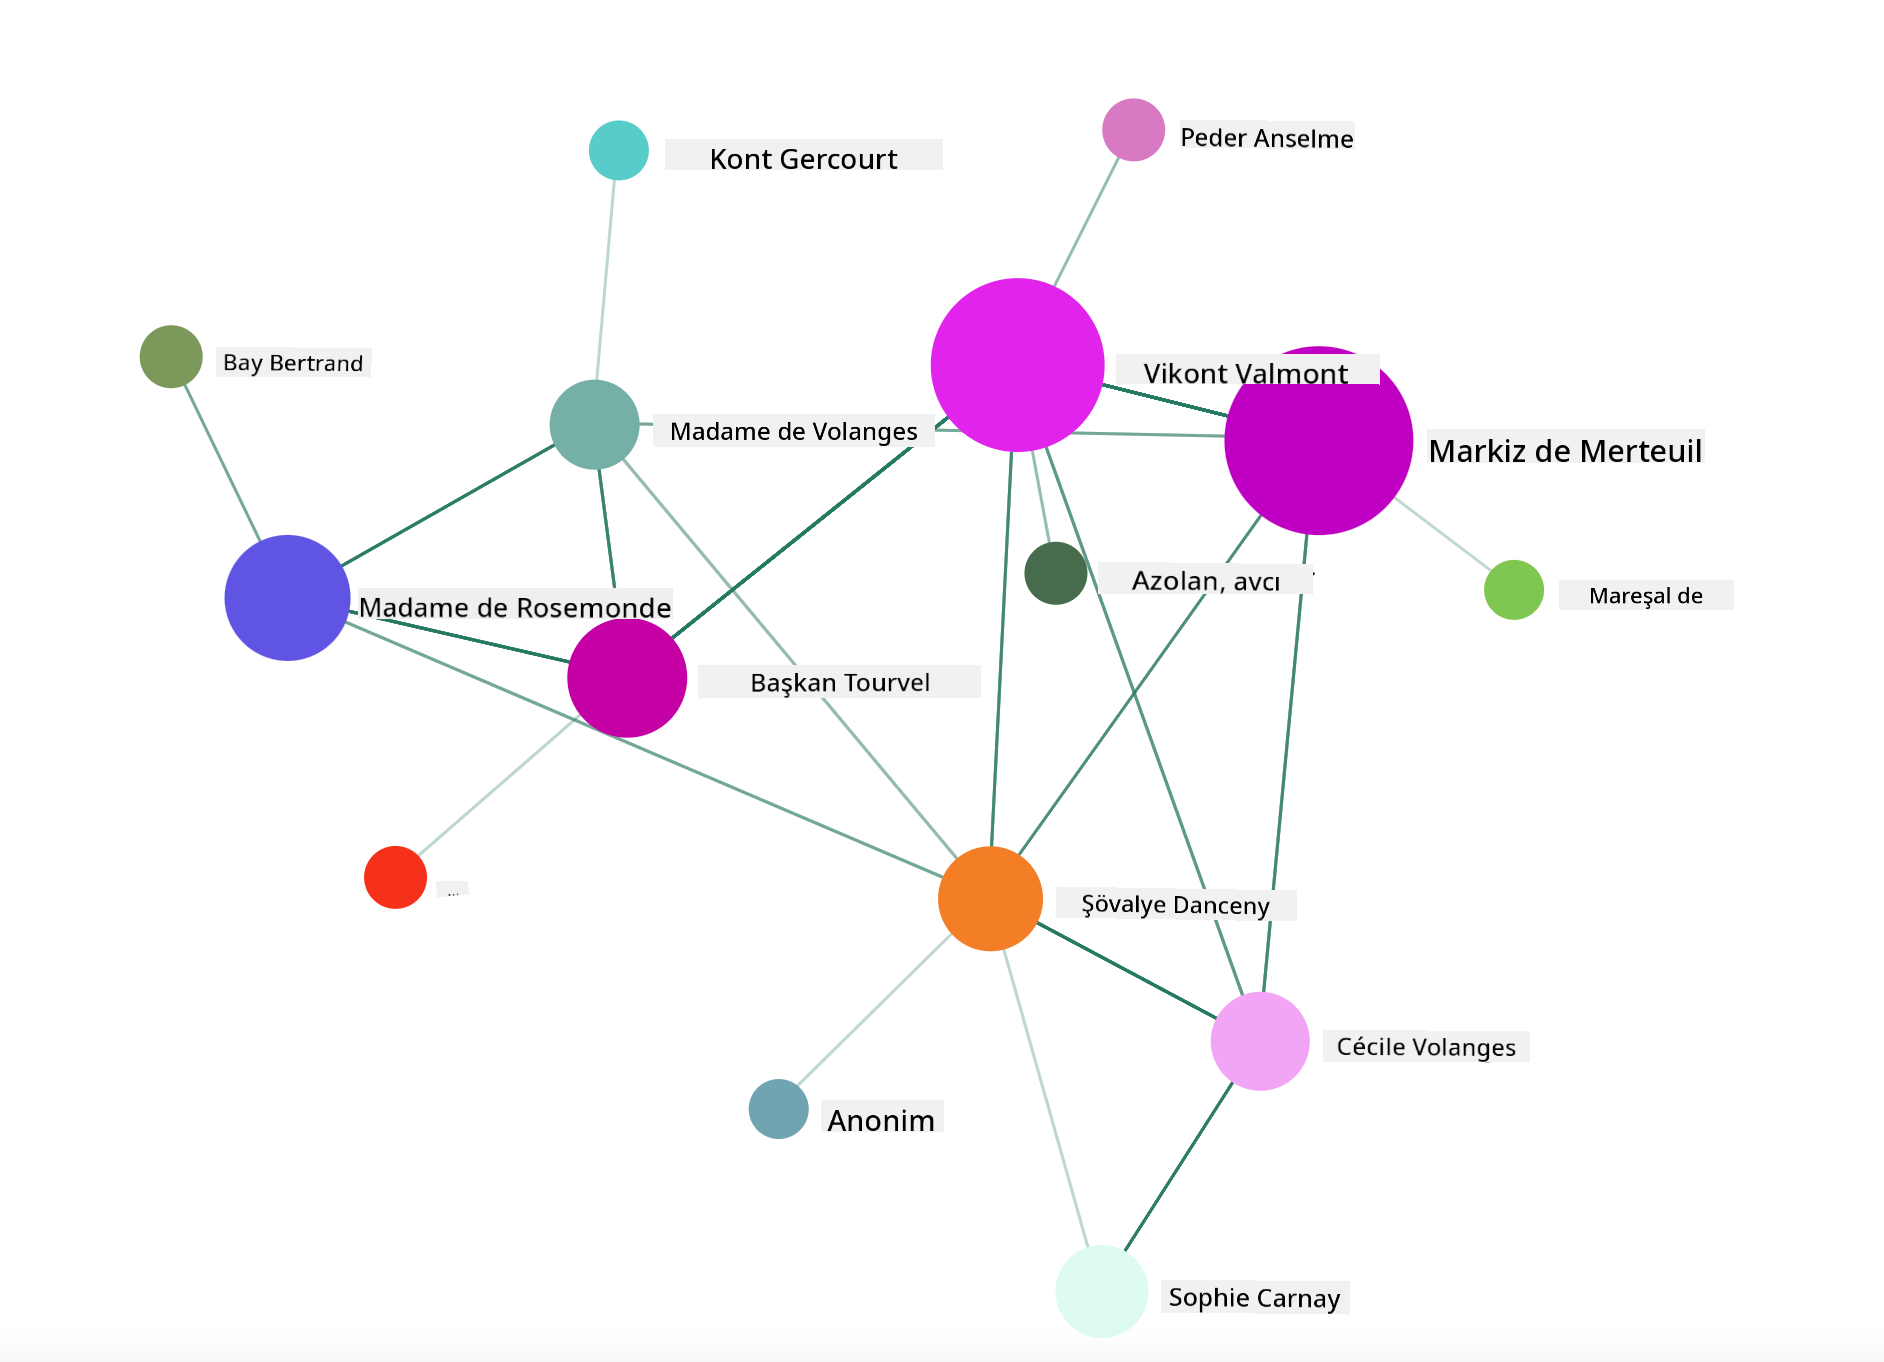 Peder Anselme
Kont Gercourt
Bay Bertrand
Vikont Valmont
Madame de Volanges
Markiz de Merteuil
Azolan, avcı
Mareşal de
Madame de Rosemonde
Başkan Tourvel
...
Şövalye Danceny
Cécile Volanges
Anonim
Sophie Carnay